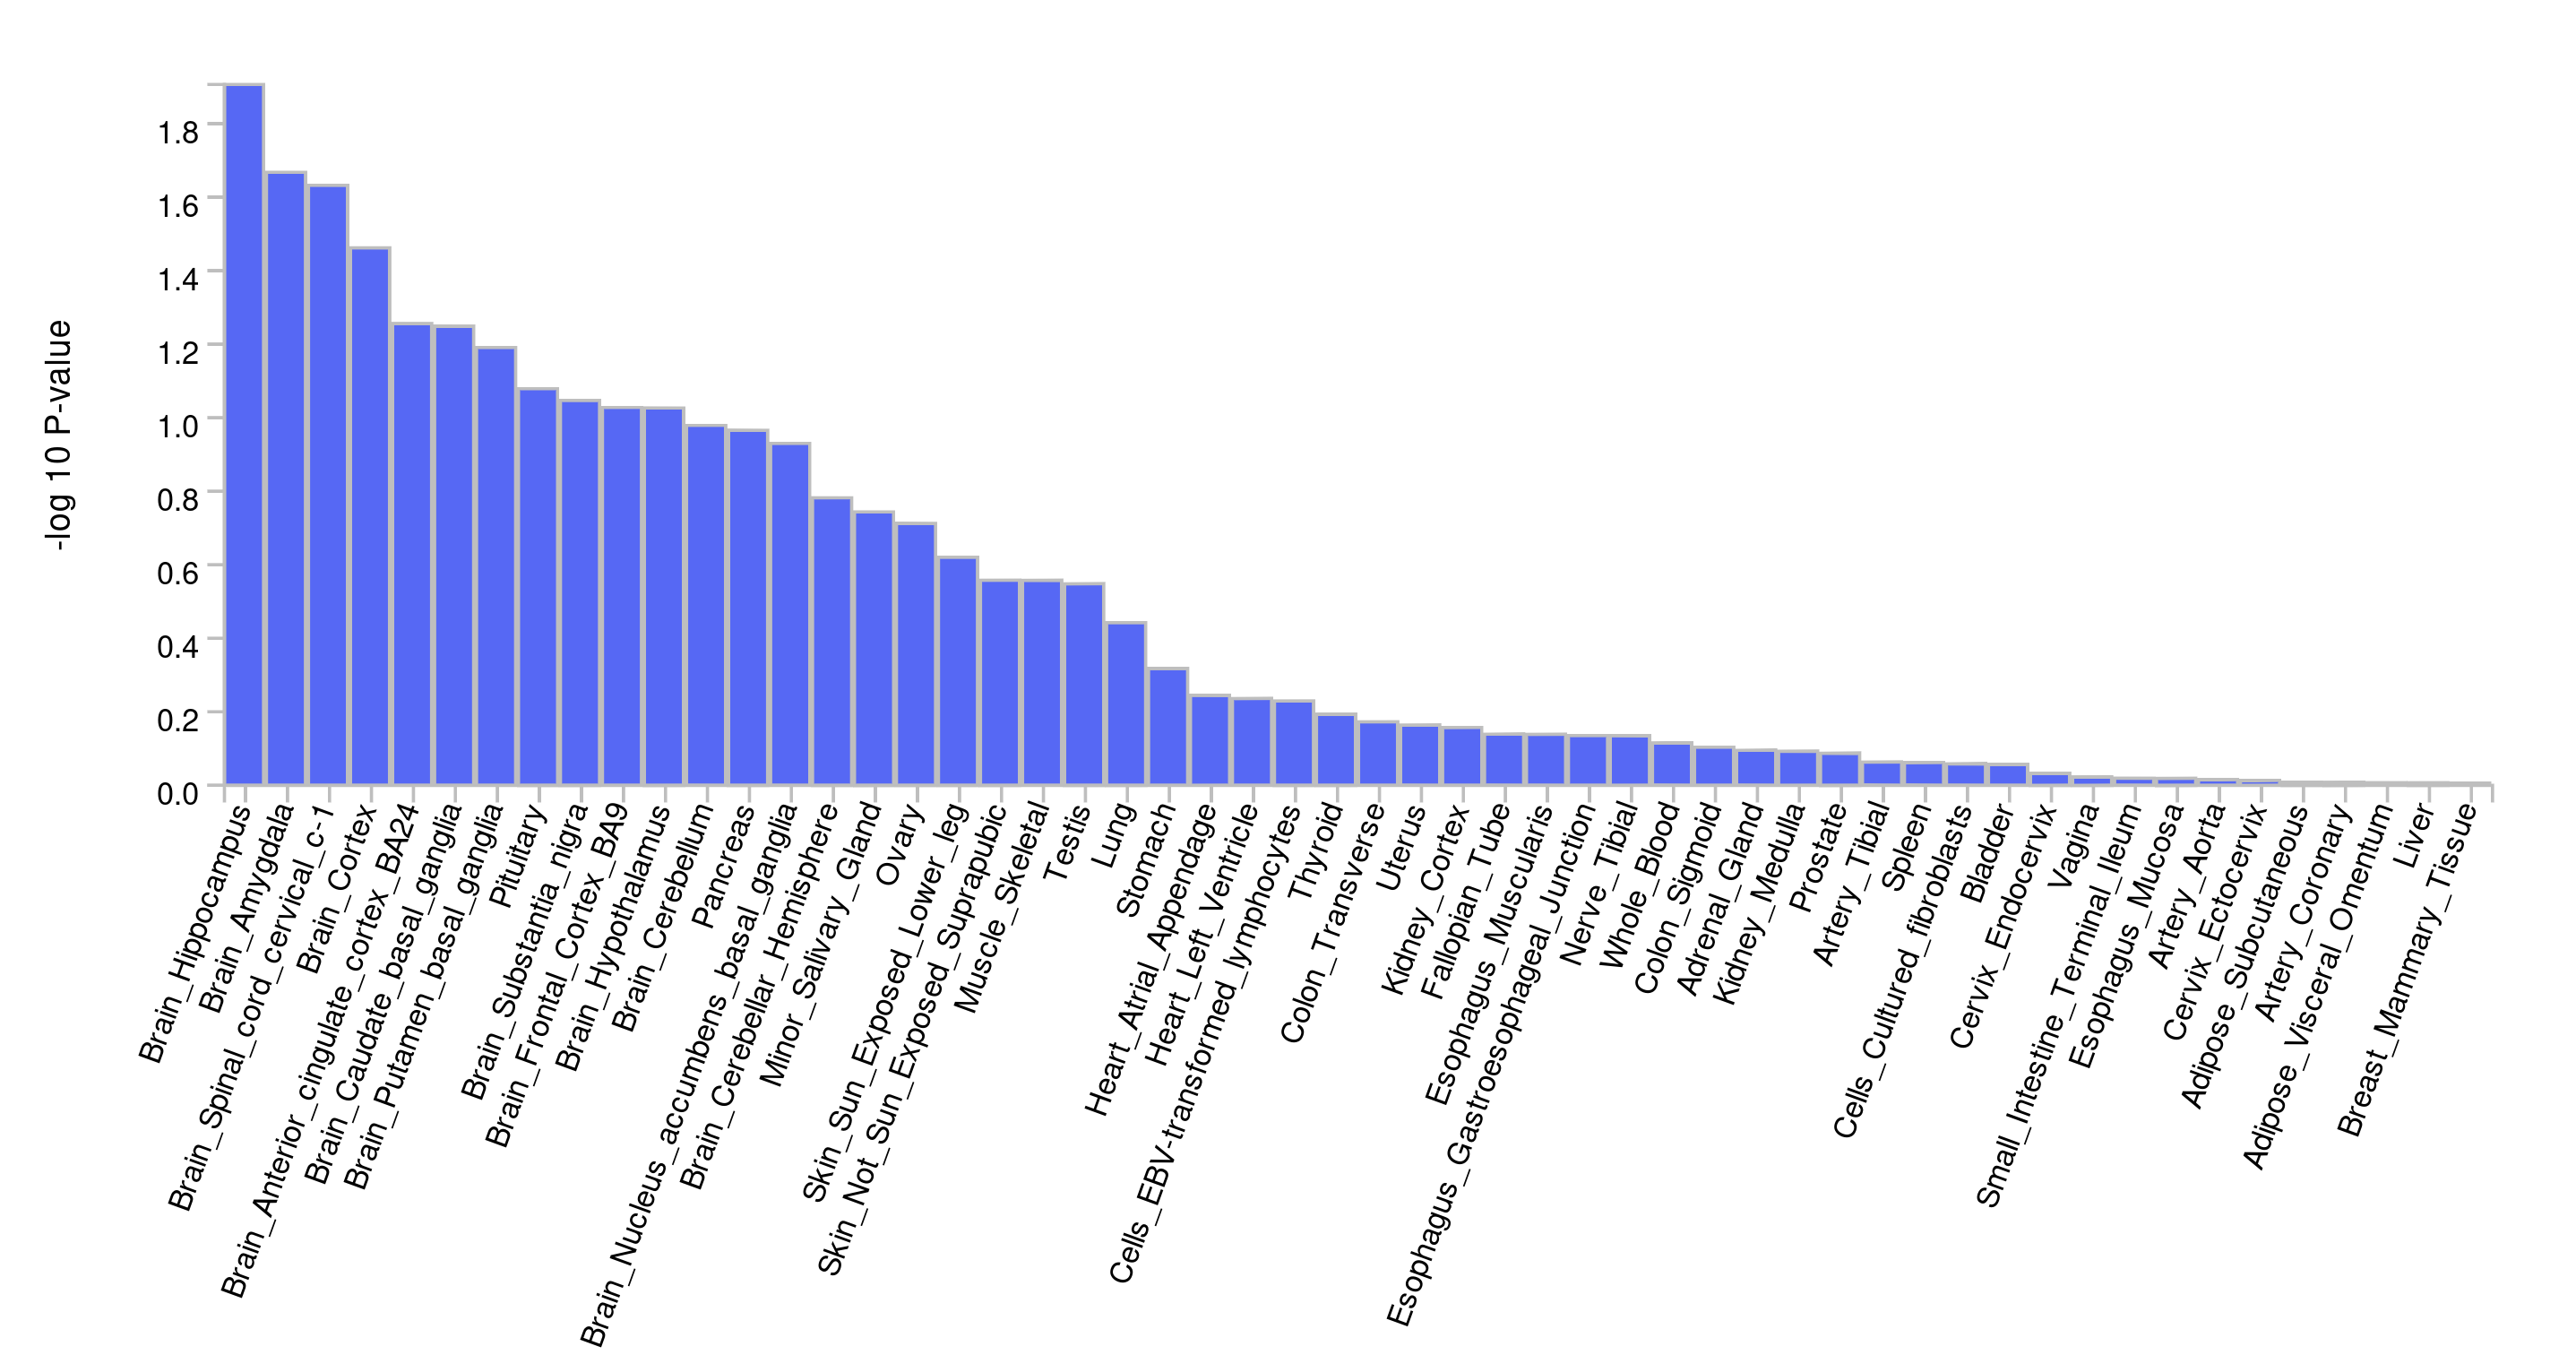 -log 10 P-value
1.8
1.6
1.4
1.2
1.0
0.8
0.6
0.4
0.2
0.0
Brain_Hippocampus
Brain_Amygdala
Brain_Spinal_cord_cervical_c-1
Brain_Cortex
Brain_Anterior_cingulate_cortex_BA24
Brain_Caudate_basal_ganglia
Brain_Putamen_basal_ganglia
Pituitary
Brain_Substantia_nigra
Brain_Frontal_Cortex_BA9
Brain_Hypothalamus
Brain_Cerebellum
Pancreas
Brain_Nucleus_accumbens_basal_ganglia
Brain_Cerebellar_Hemisphere
Minor_Salivary_Gland
Ovary
Skin_Sun_Exposed_Lower_leg
Skin_Not_Sun_Exposed_Suprapubic
Muscle_Skeletal
Testis
Lung
Stomach
Heart_Atrial_Appendage
Heart_Left_Ventricle
Cells_EBV-transformed_lymphocytes
Thyroid
Colon_Transverse
Uterus
Kidney_Cortex
Fallopian_Tube
Esophagus_Muscularis
Esophagus_Gastroesophageal_Junction
Nerve_Tibial
Whole_Blood
Colon_Sigmoid
Adrenal_Gland
Kidney_Medulla
Prostate
Artery_Tibial
Spleen
Cells_Cultured_fibroblasts
Bladder
Cervix_Endocervix
Vagina
Small_Intestine_Terminal_Ileum
Esophagus_Mucosa
Artery_Aorta
Cervix_Ectocervix
Adipose_Subcutaneous
Artery_Coronary
Adipose_Visceral_Omentum
Liver
Breast_Mammary_Tissue